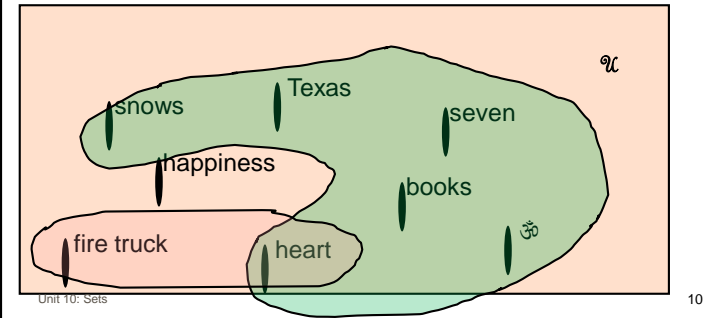 𝒰
Texas
snows
seven
happiness
books
ॐ
fire truck
heart
Unit 10: Sets
10